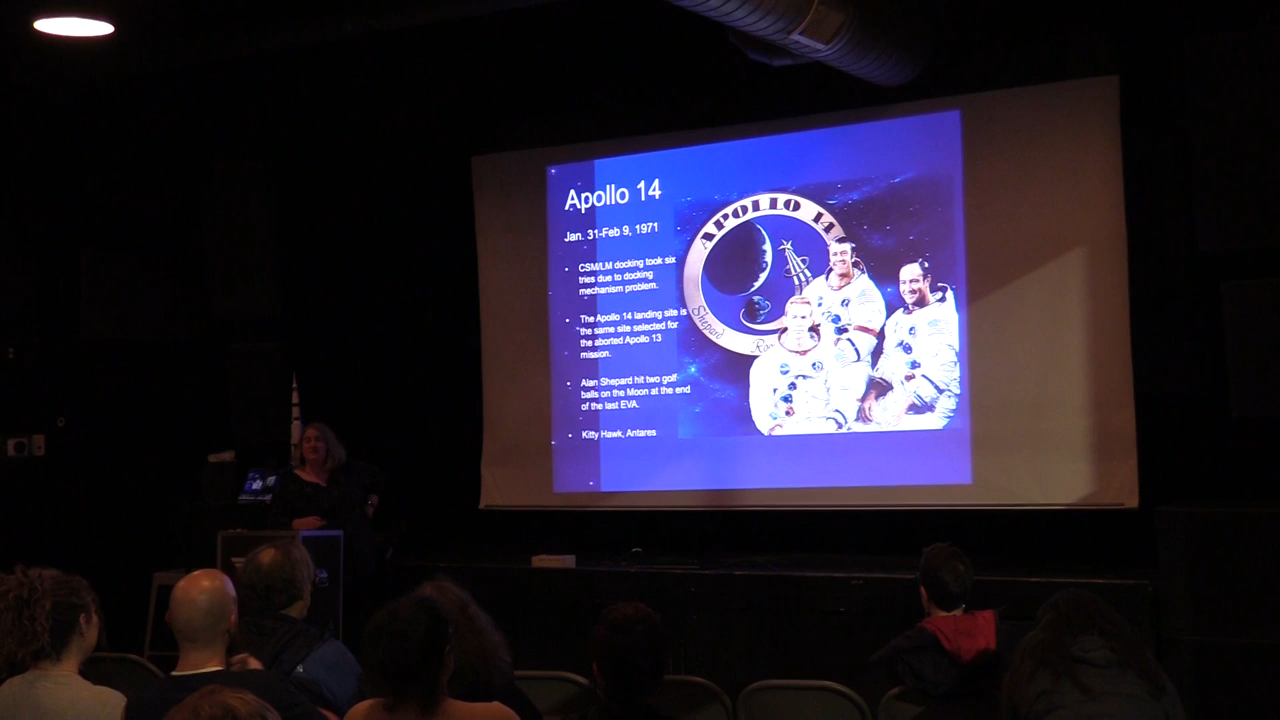 Apollo 14
Jan. 31-Feb 9, 1971
• CSM/LM docking took six
tries due to docking
mechanism problem.
• The Apollo 14 landing site is
the same site selected for
the aborted Apollo 13
mission.
• Alan Shepard hit two golf
balls on the Moon at the end
of the last EVA.
• Kitty Hawk, Antares
APOLLO 14
Shepard